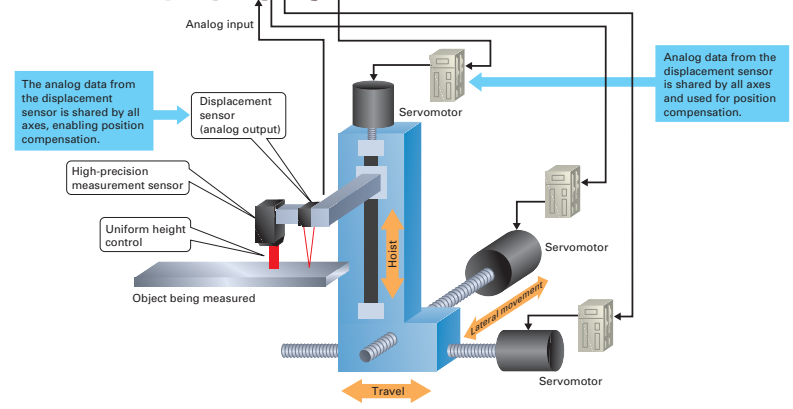 Analog input
Analog data from the
displacement sensor
is shared by all axes
and used for position
compensation.
The analog data from
the displacement
sensor is shared by all
axes, enabling position
compensation.
Displacement
sensor
(analog output)
Servomotor
High-precision
measurement sensor
Uniform height
control
Hoist
Servomotor
Object being measured
Lateral movement
Servomotor
Travel